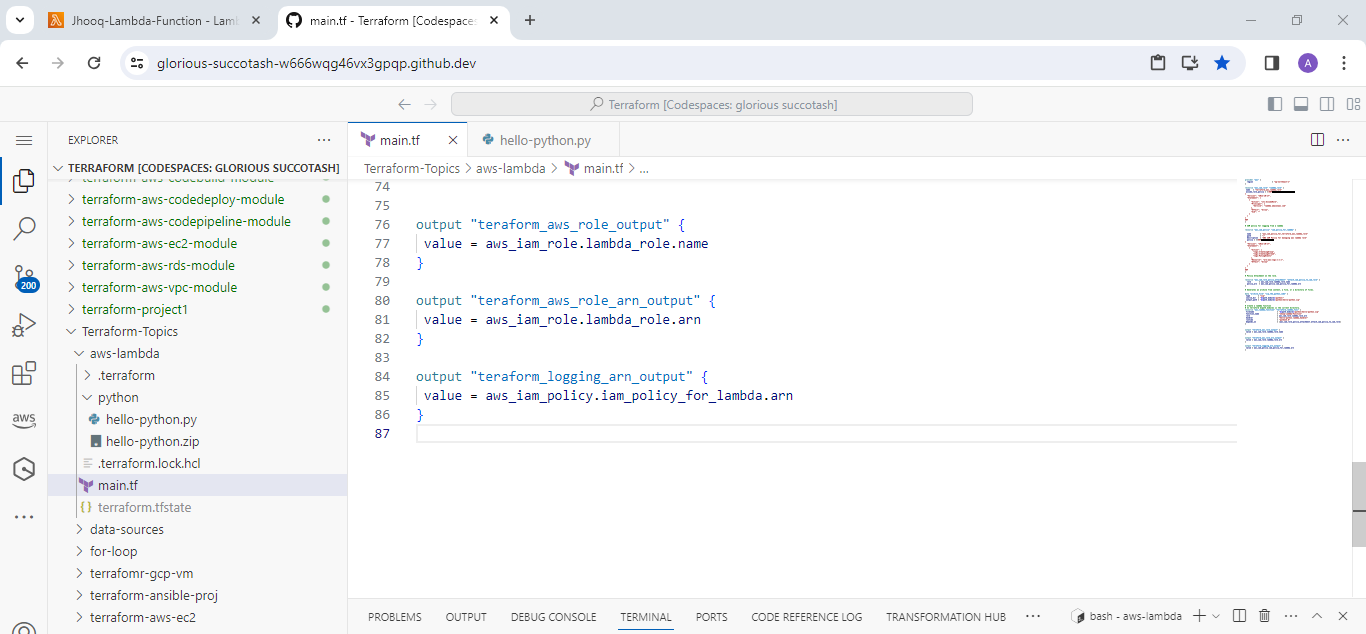 Jhooq-Lambda-Function - Lamb
main.tf - Terraform [Codespaces
glorious-succotash-w666wqg46vx3gpqp.github.dev
A
Terraform [Codespaces: glorious succotash]
EXPLORER
main.tf
hello-python.py
TERRAFORM [CODESPACES: GLORIOUS SUCCOTASH]
Terraform-Topics > aws-lambda > main.tf > ...
terraform-aws-codebuild-module
terraform-aws-codedeploy-module
terraform-aws-codepipeline-module
terraform-aws-ec2-module
terraform-aws-rds-module
terraform-aws-vpc-module
terraform-project1
Terraform-Topics
aws-lambda
.terraform
python
hello-python.py
hello-python.zip
.terraform.lock.hcl
main.tf
terraform.tfstate
data-sources
for-loop
terrafomr-gcp-vm
terraform-ansible-proj
terraform-aws-ec2
200
aws
74
75
76 output "teraform_aws_role_output" {
77 value = aws_iam_role.lambda_role.name
78 }
79
80 output "teraform_aws_role_arn_output" {
81 value = aws_iam_role.lambda_role.arn
82 }
83
84 output "teraform_logging_arn_output" {
85 value = aws_iam_policy.iam_policy_for_lambda.arn
86 }
87
PROBLEMS OUTPUT DEBUG CONSOLE TERMINAL PORTS CODE REFERENCE LOG TRANSFORMATION HUB
bash - aws-lambda